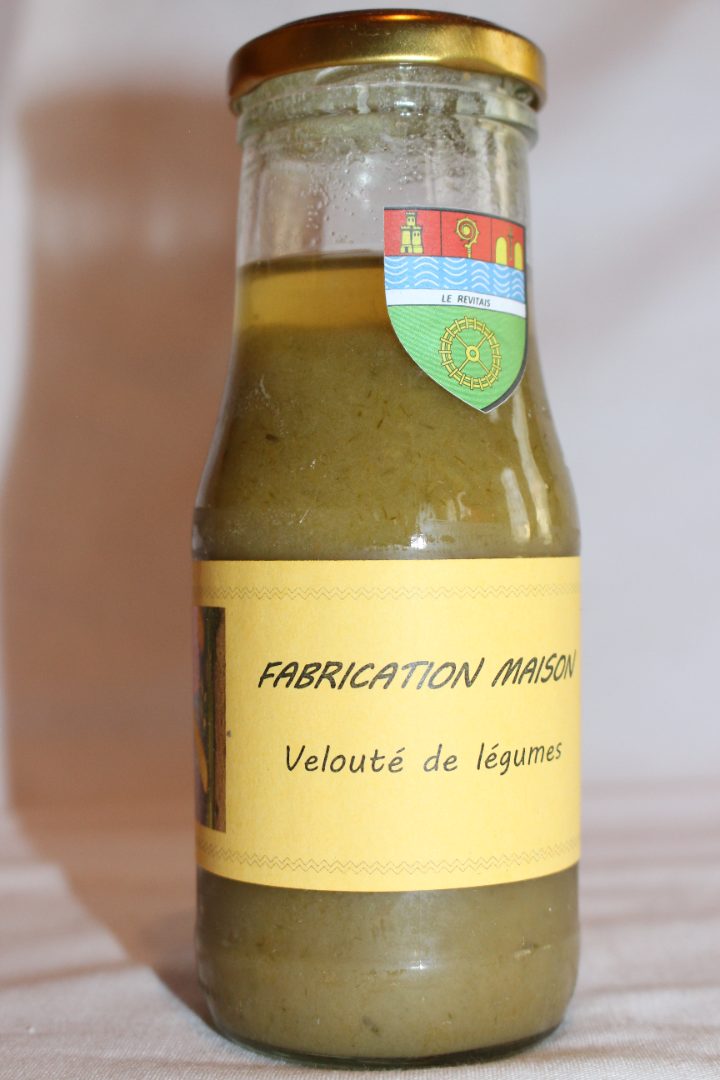 LE REVITAIS
FABRICATION MAISON
Velouté de légumes